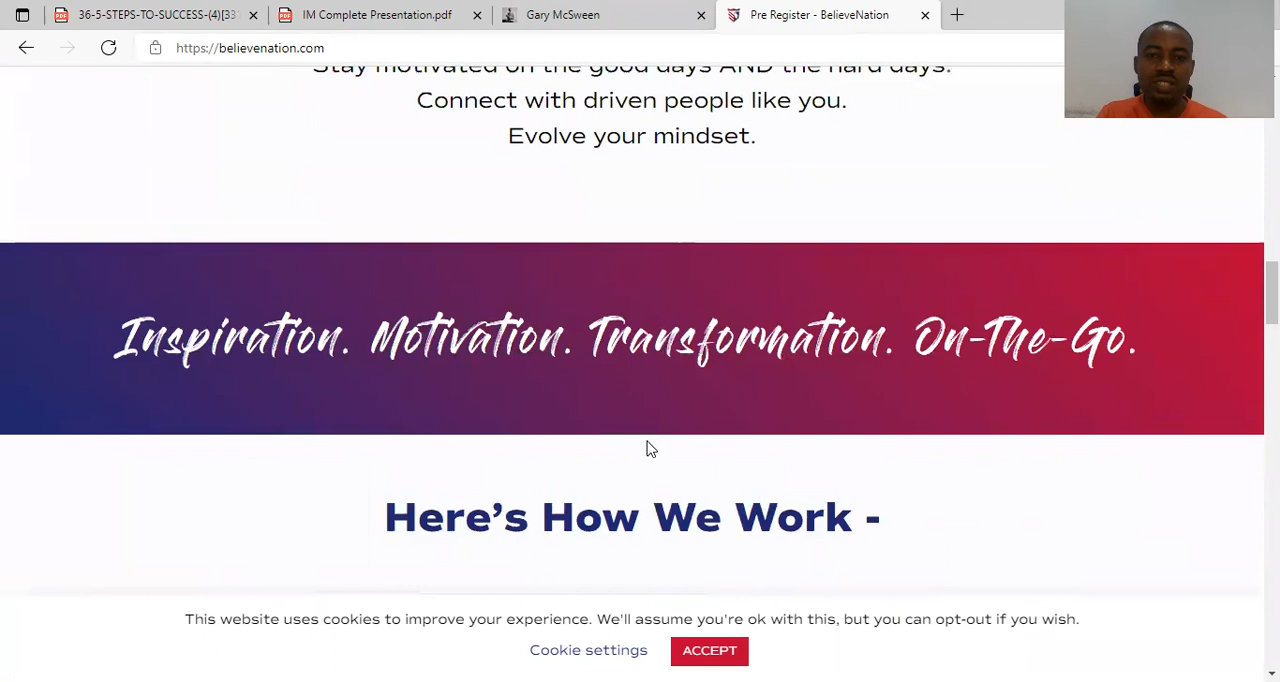 36-5-STEPS-TO-SUCCESS-(4)[33
IM Complete Presentation.pdf
Gary McSween
Pre Register - BelieveNation
https://believenation.com
Stay motivated on the good days AND the hard days.
Connect with driven people like you.
Evolve your mindset.
Inspiration. Motivation. Transformation. On-The-Go.
Here's How We Work -
This website uses cookies to improve your experience. We'll assume you're ok with this, but you can opt-out if you wish.
Cookie settings
ACCEPT